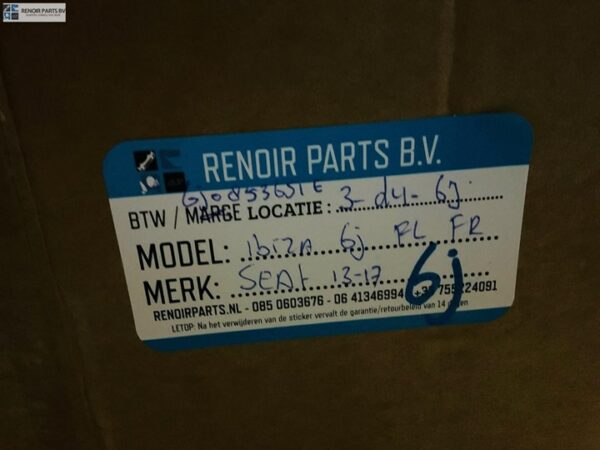 RENOIR PARTS BV
RENOIR PARTS B.V.
6J0853651E
BTW / MARGE LOCATIE: 3-d4-6j
MODEL: ibizA 6j FL FR
MERK: SEAt 13-17
6j
RENOIRPARTS.NL - 085 0603676 - 06 41346994
LETOP: Na het verwijderen van de sticker vervalt de garantie/retourbeleid van 14 dagen